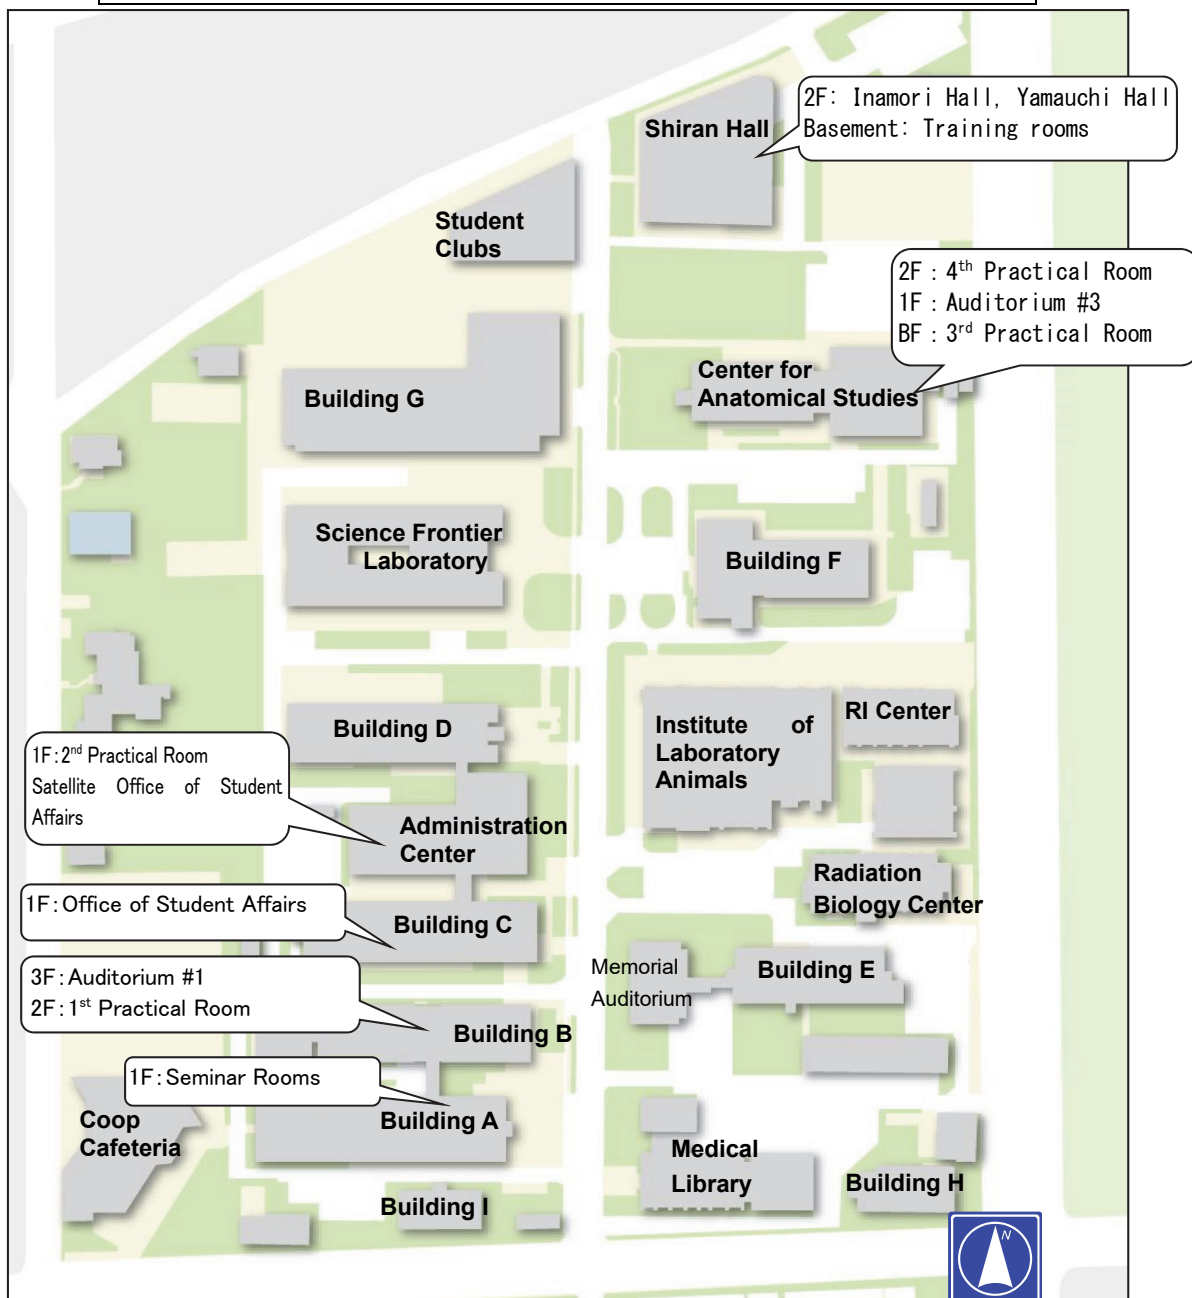 2F: Inamori Hall, Yamauchi Hall
Basement: Training rooms
Shiran Hall
Student
Clubs
2F : 4th Practical Room
1F : Auditorium #3
BF : 3rd Practical Room
Center for
Anatomical Studies
Building G
Science Frontier
Laboratory
Building F
Building D
Institute of
Laboratory
Animals
RI Center
1F:2nd Practical Room
Satellite Office of Student
Affairs
Administration
Center
Radiation
Biology Center
1F:Office of Student Affairs
Building C
3F:Auditorium #1
2F:1st Practical Room
Memorial
Auditorium
Building E
Building B
1F:Seminar Rooms
Coop
Cafeteria
Building A
Medical
Library
Building H
Building I
N